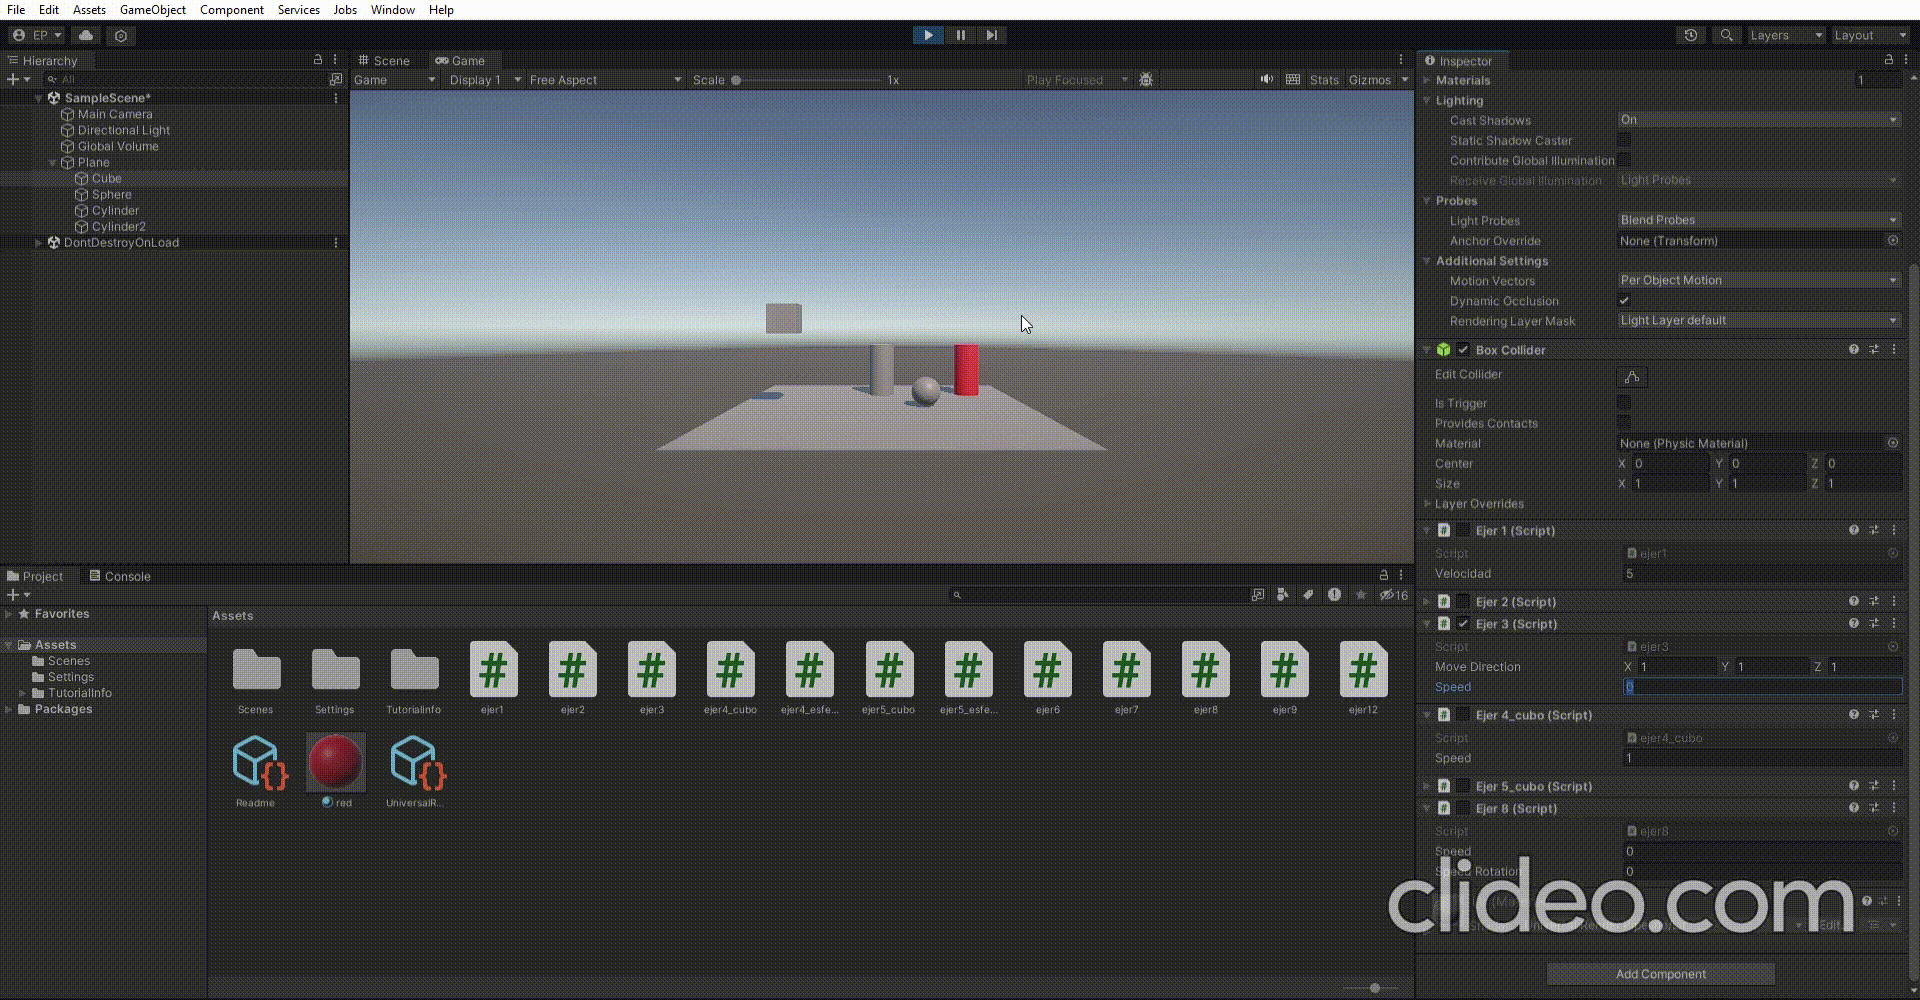 File Edit Assets GameObject Component Services Jobs Window Help
EP
Layers Layout
Hierarchy
All
SampleScene*
Main Camera
Directional Light
Global Volume
Plane
Cube
Sphere
Cylinder
Cylinder2
DontDestroyOnLoad
Scene Game
Game Display 1 Free Aspect Scale 1x Play Focused Stats Gizmos
Inspector
Materials 1
Lighting
Cast Shadows On
Static Shadow Caster
Contribute Global Illumination
Receive Global Illumination Light Probes
Probes
Light Probes Blend Probes
Anchor Override None (Transform)
Additional Settings
Motion Vectors Per Object Motion
Dynamic Occlusion
Rendering Layer Mask Light Layer default
Box Collider
Edit Collider
Is Trigger
Provides Contacts
Material None (Physic Material)
Center X 0 Y 0 Z 0
Size X 1 Y 1 Z 1
Layer Overrides
Ejer 1 (Script)
Script ejer1
Velocidad 5
Ejer 2 (Script)
Ejer 3 (Script)
Script ejer3
Move Direction X 1 Y 1 Z 1
Speed 0
Ejer 4_cubo (Script)
Script ejer4_cubo
Speed 1
Ejer 5_cubo (Script)
Ejer 8 (Script)
Script ejer8
Speed 0
Speed Rotation 0
Edit...
Add Component
Project Console
16
Favorites
Assets
Scenes
Settings
TutorialInfo
Packages
Assets
Scenes Settings TutorialInfo ejer1 ejer2 ejer3 ejer4_cubo ejer4_esfe... ejer5_cubo ejer5_esfe... ejer6 ejer7 ejer8 ejer9 ejer12
Readme red UniversalR...
clideo.com